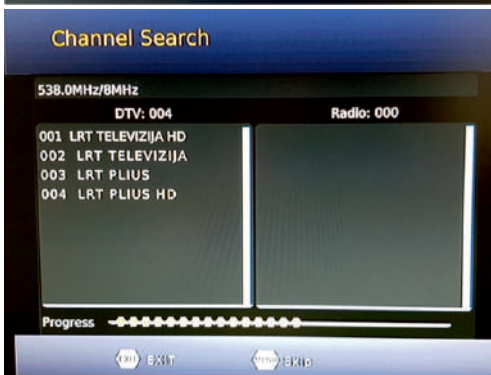 Channel Search
538.0MHz/8MHz
DTV: 004 Radio: 000
001 LRT TELEVIZIJA HD
002 LRT TELEVIZIJA
003 LRT PLIUS
004 LRT PLIUS HD
Progress
EXIT EXIT MENU Skip